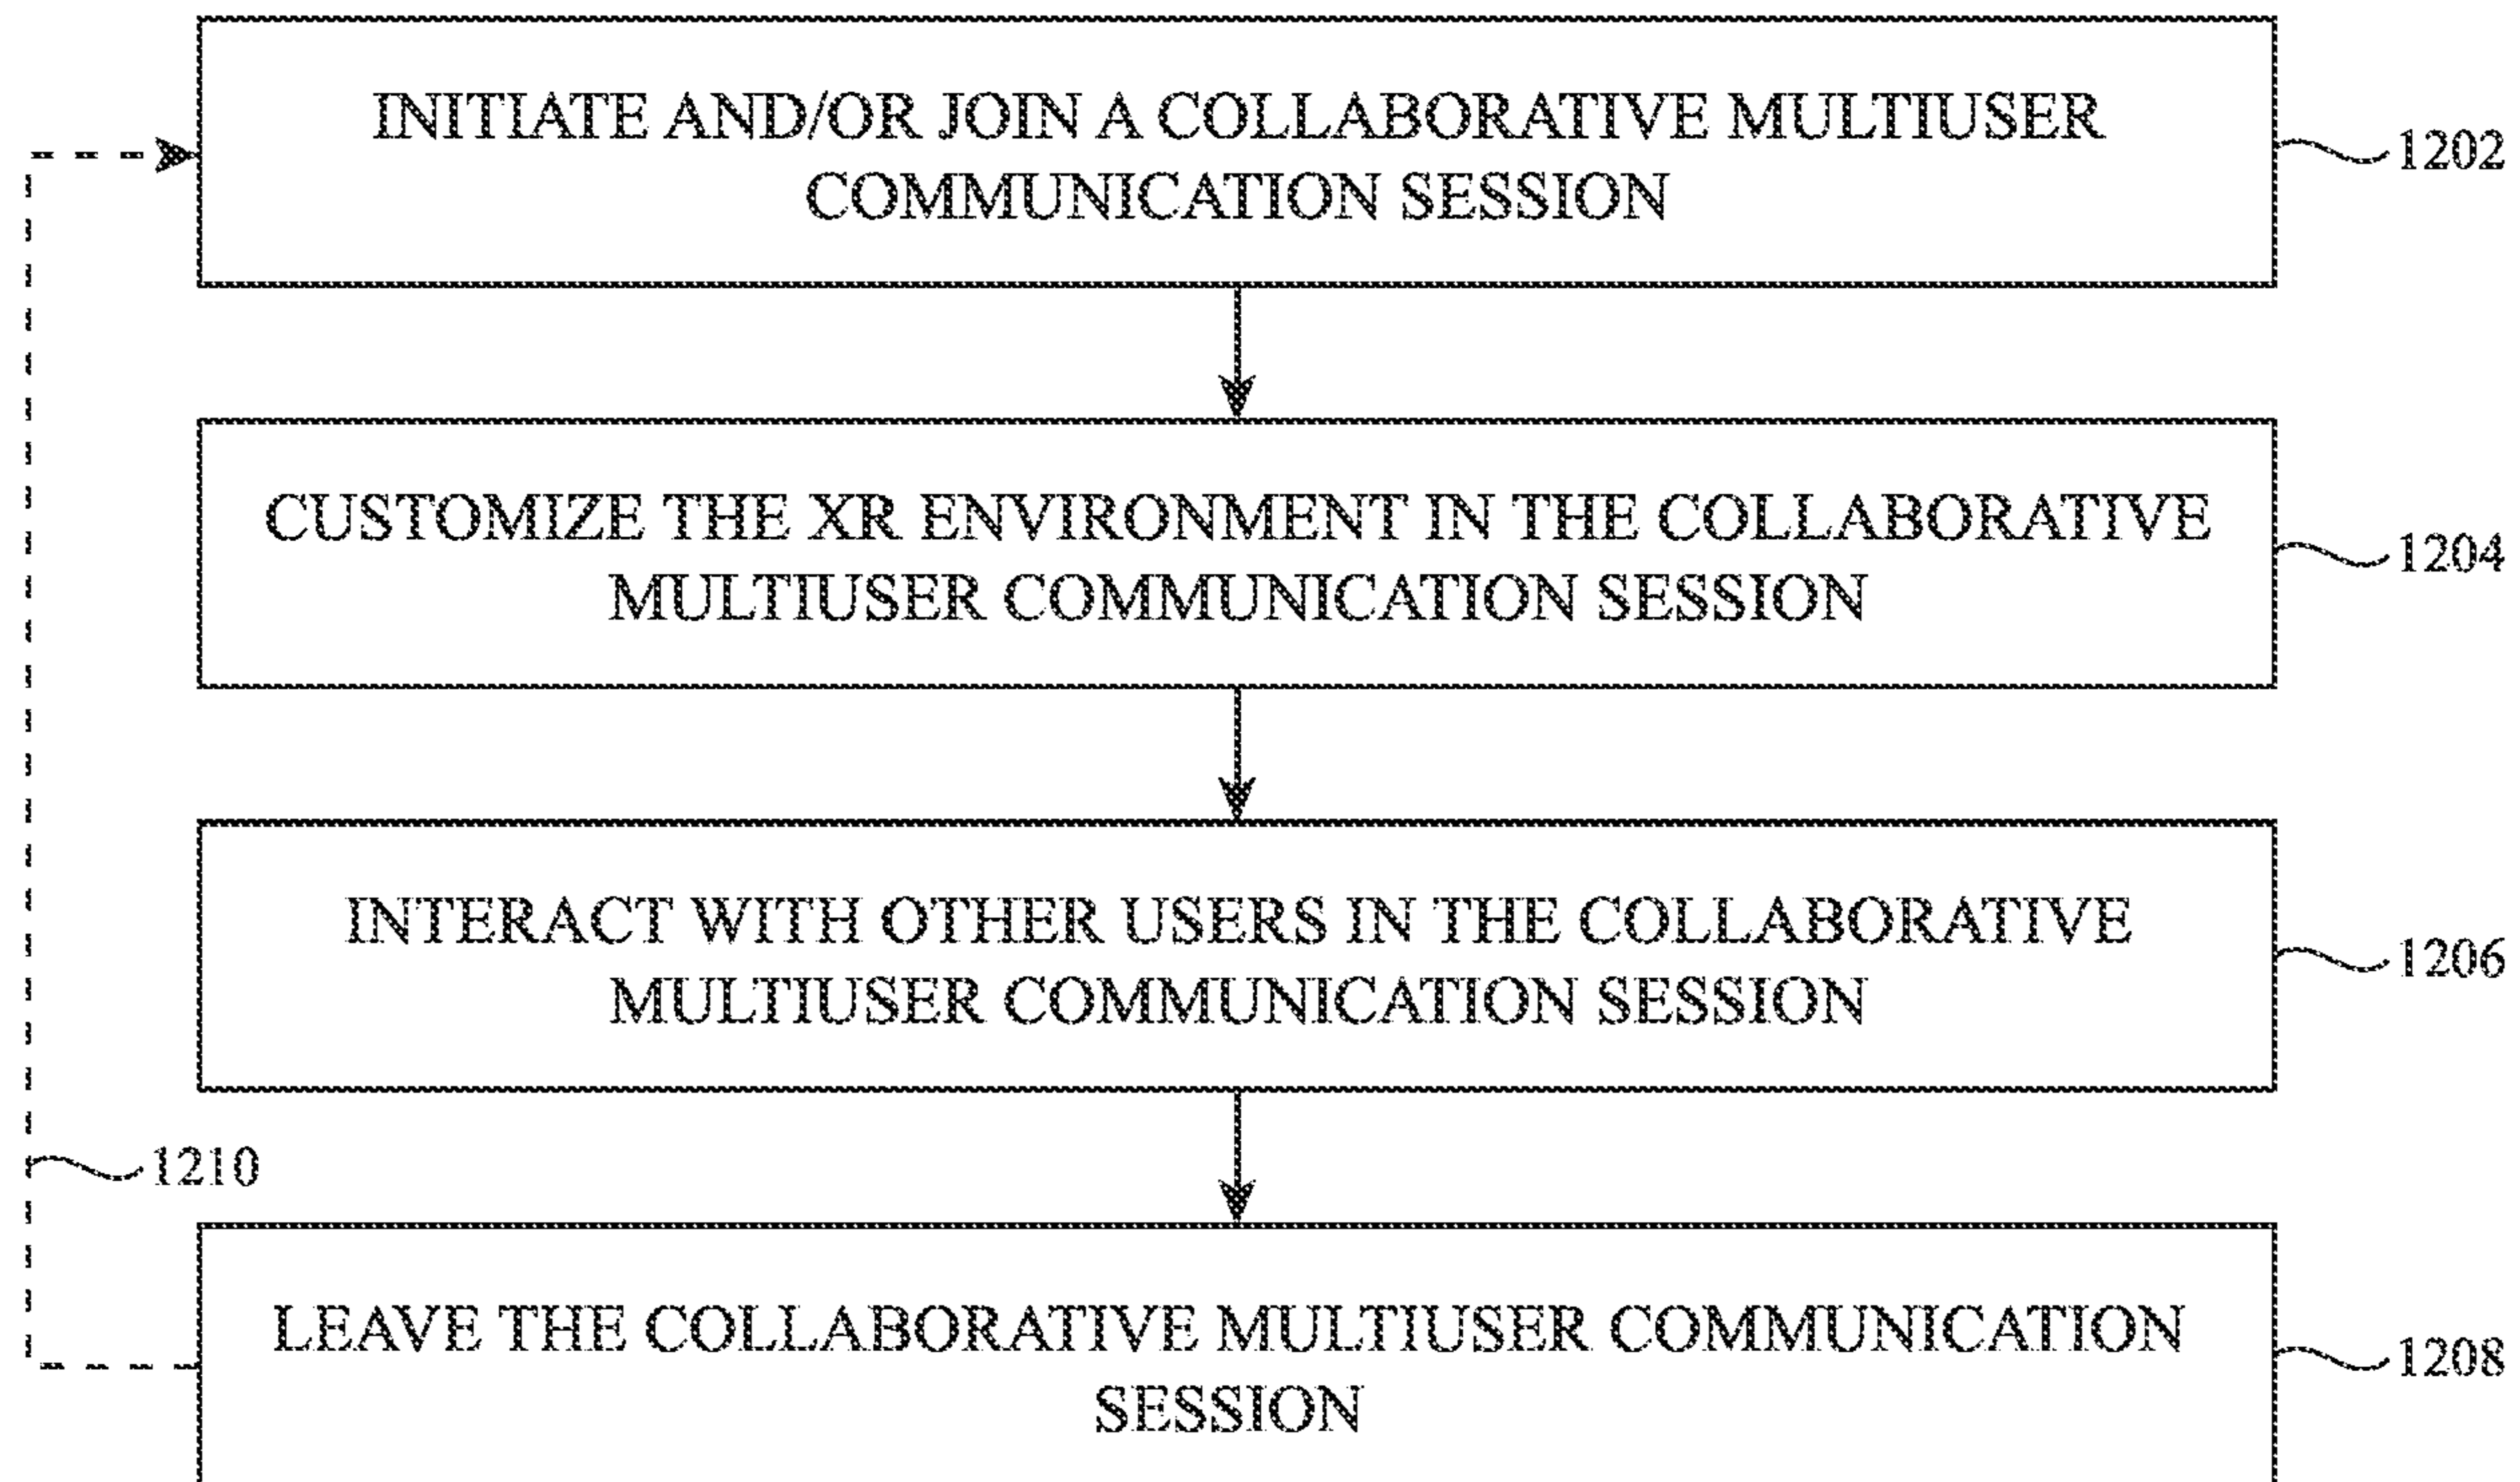 INITIATE AND/OR JOIN A COLLABORATIVE MULTIUSER
COMMUNICATION SESSION
1202
CUSTOMIZE THE XR ENVIRONMENT IN THE COLLABORATIVE
MULTIUSER COMMUNICATION SESSION
1204
INTERACT WITH OTHER USERS IN THE COLLABORATIVE
MULTIUSER COMMUNICATION SESSION
1206
1210
LEAVE THE COLLABORATIVE MULTIUSER COMMUNICATION
SESSION
1208